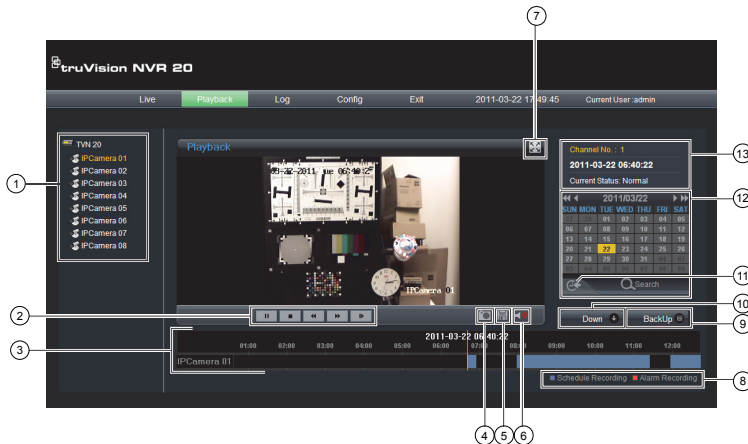 7
truVision NVR 20
Live Playback Log Config Exit 2011-03-22 17:49:45 Current User :admin
TVN 20
IPCamera 01
IPCamera 02
IPCamera 03
IPCamera 04
IPCamera 05
IPCamera 06
IPCamera 07
IPCamera 08
1
Playback
03-22-2011 Tue 06:40:2
IPCamera 01
Channel No. : 1
2011-03-22 06:40:22
Current Status: Normal
13
2011/03/22
12
SUN MON TUE WED THU FRI SAT
01 02 03 04 05
06 07 08 09 10 11 12
13 14 15 16 17 18 19
20 21 22 23 24 25 26
27 28 29 30 31
Search
11
10
Down
BackUp
9
2
3
2011-03-22 06:40:22
01:00 02:00 03:00 04:00 05:00 06:00 07:00 08:00 09:00 10:00 11:00 12:00
IPCamera 01
Schedule Recording Alarm Recording
8
4
5
6